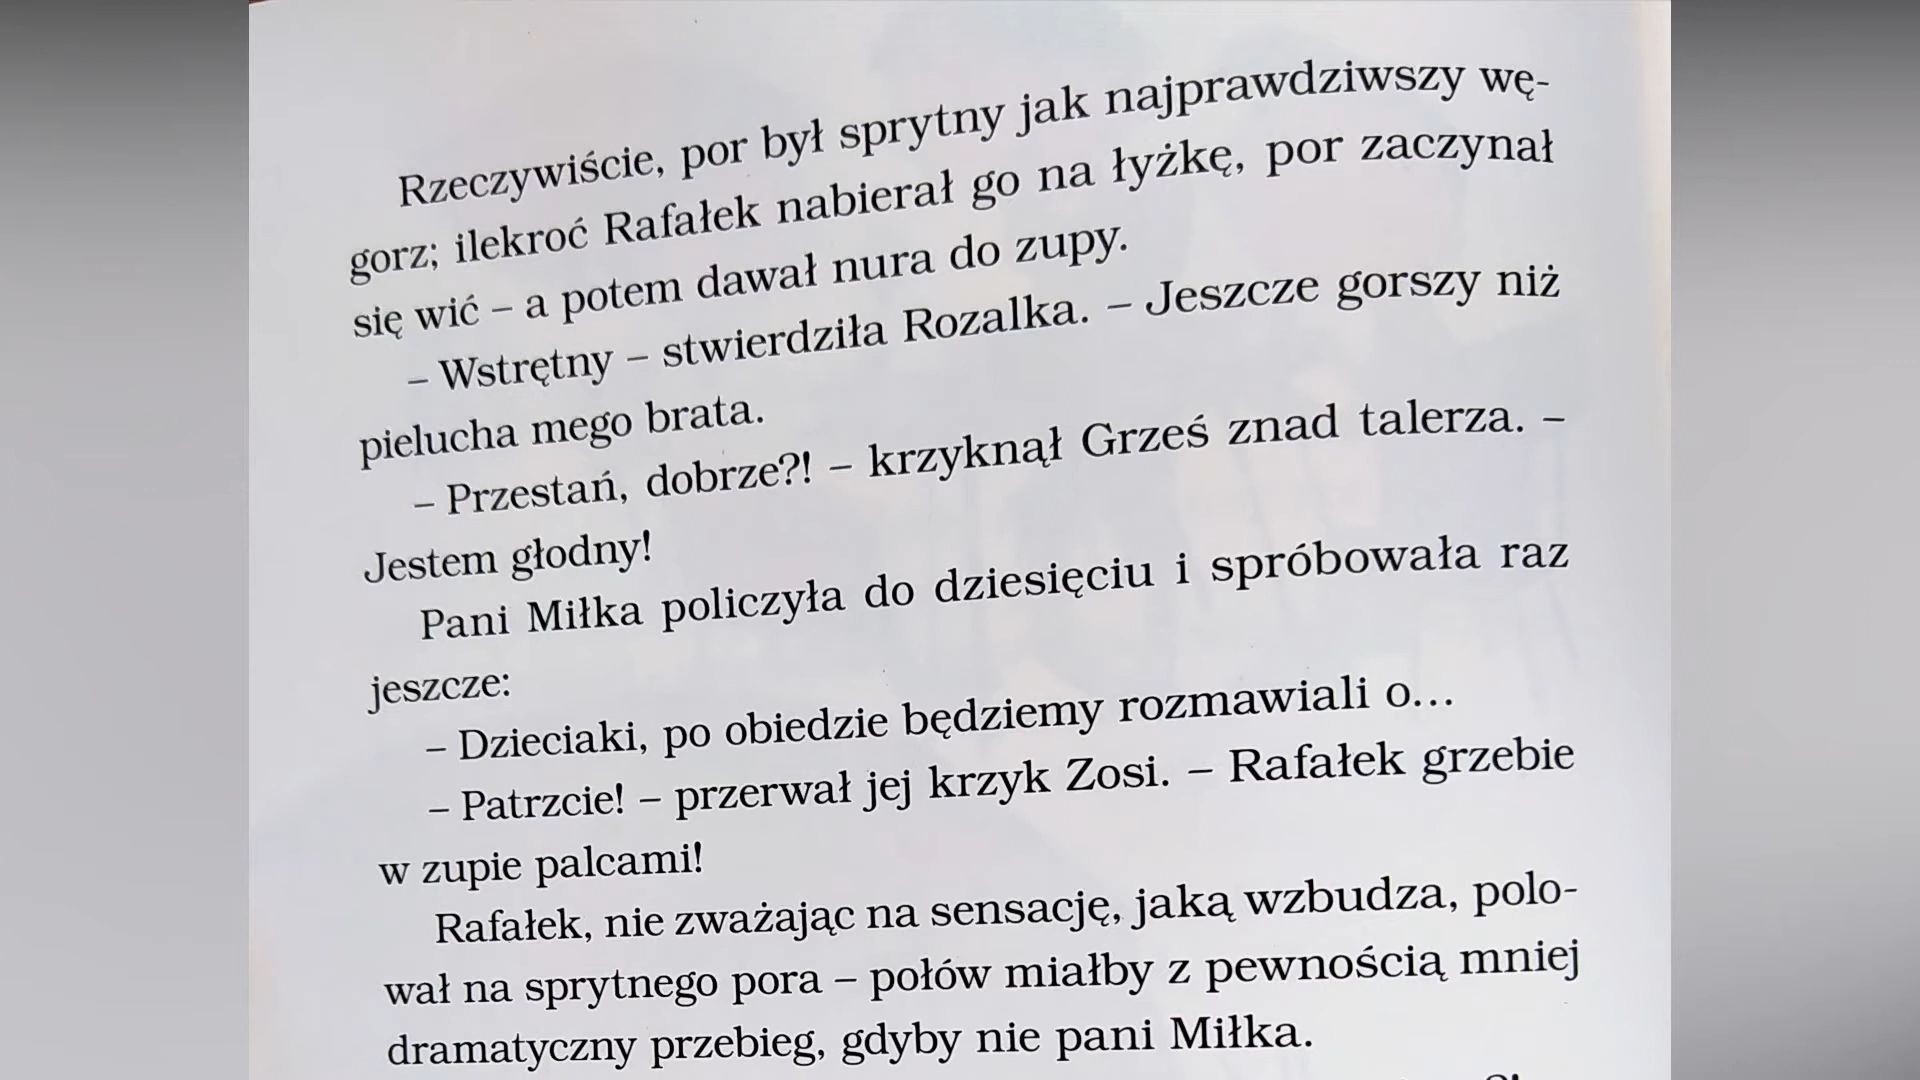 Rzeczywiście, por był sprytny jak najprawdziwszy wę-
gorz; ilekroć Rafałek nabierał go na łyżkę, por zaczynał
się wić – a potem dawał nura do zupy.
– Wstrętny – stwierdziła Rozalka. – Jeszcze gorszy niż
pielucha mego brata.
– Przestań, dobrze?! – krzyknął Grześ znad talerza. –
Jestem głodny!
Pani Miłka policzyła do dziesięciu i spróbowała raz
jeszcze:
– Dzieciaki, po obiedzie będziemy rozmawiali o…
– Patrzcie! – przerwał jej krzyk Zosi. – Rafałek grzebie
w zupie palcami!
Rafałek, nie zważając na sensację, jaką wzbudza, polo-
wał na sprytnego pora – połów miałby z pewnością mniej
dramatyczny przebieg, gdyby nie pani Miłka.